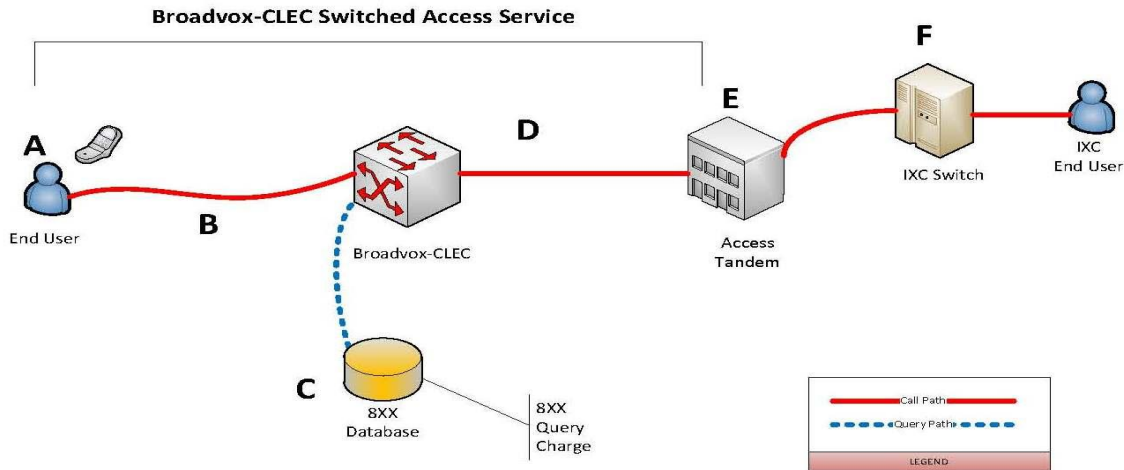 Broadvox-CLEC Switched Access Service
F
E
A
D
IXC
End User
IXC Switch
B
End User
Broadvox-CLEC
Access
Tandem
C
8XX
Database
8XX
Query
Charge
Call Path
Query Path
LEGEND